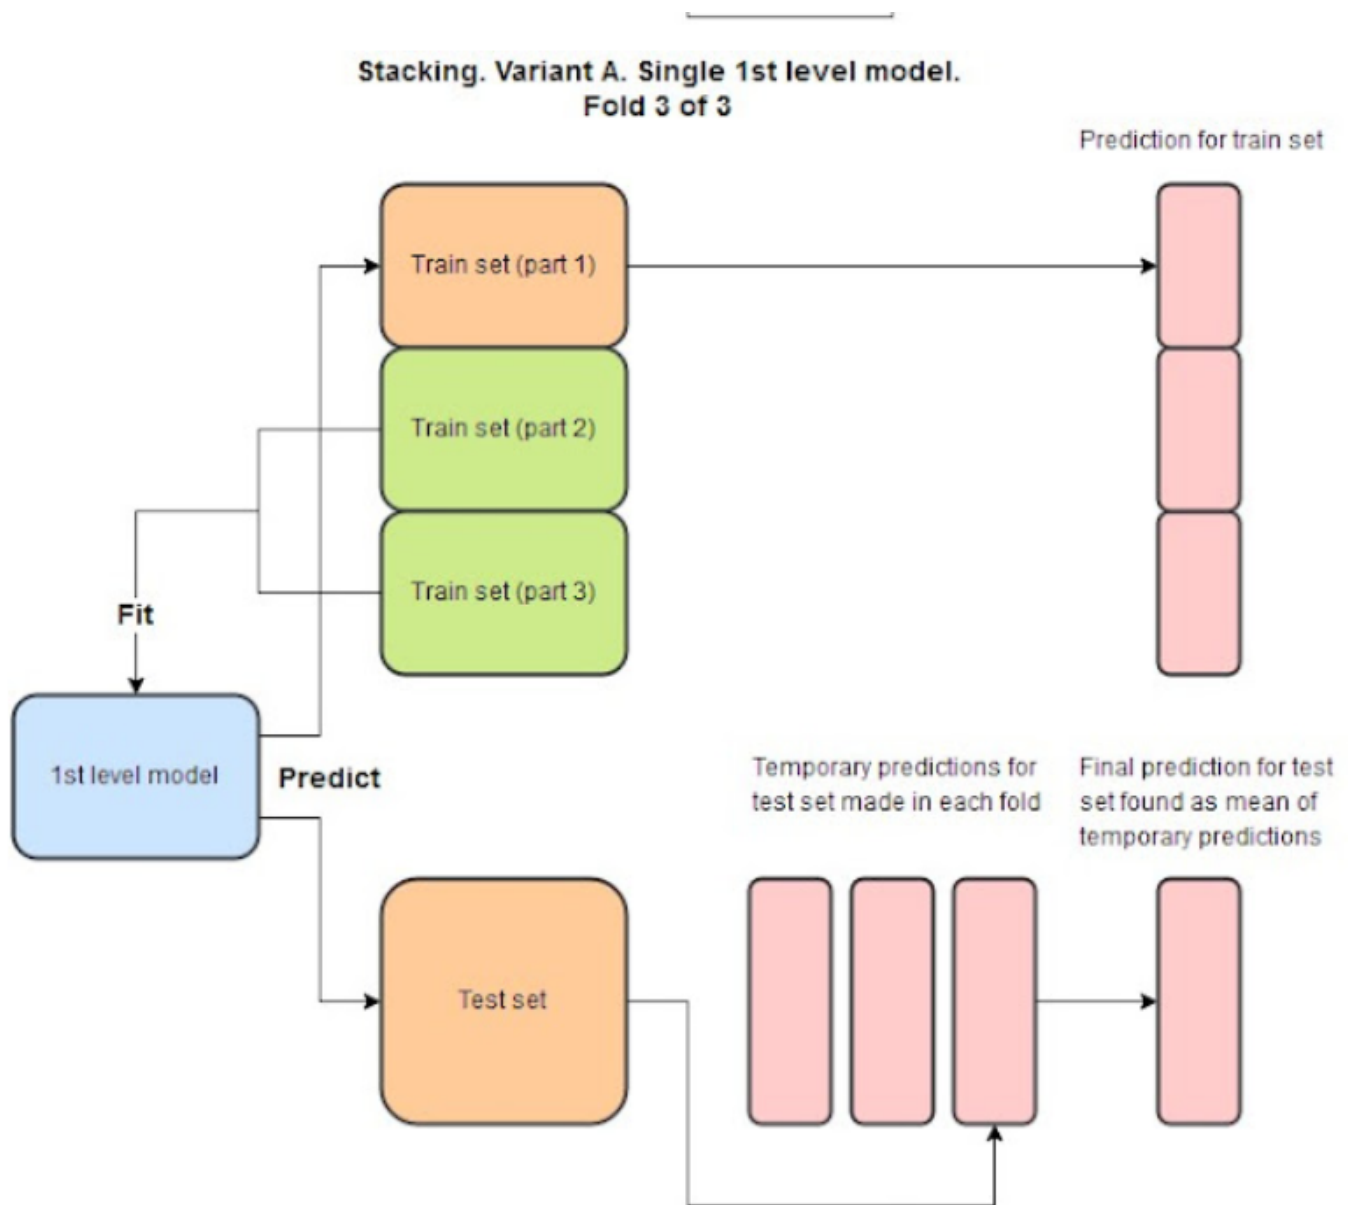 Stacking. Variant A. Single 1st level model.
Fold 3 of 3
Prediction for train set
Train set (part 1)
Train set (part 2)
Train set (part 3)
Fit
1st level model
Predict
Temporary predictions for
test set made in each fold
Final prediction for test
set found as mean of
temporary predictions
Test set